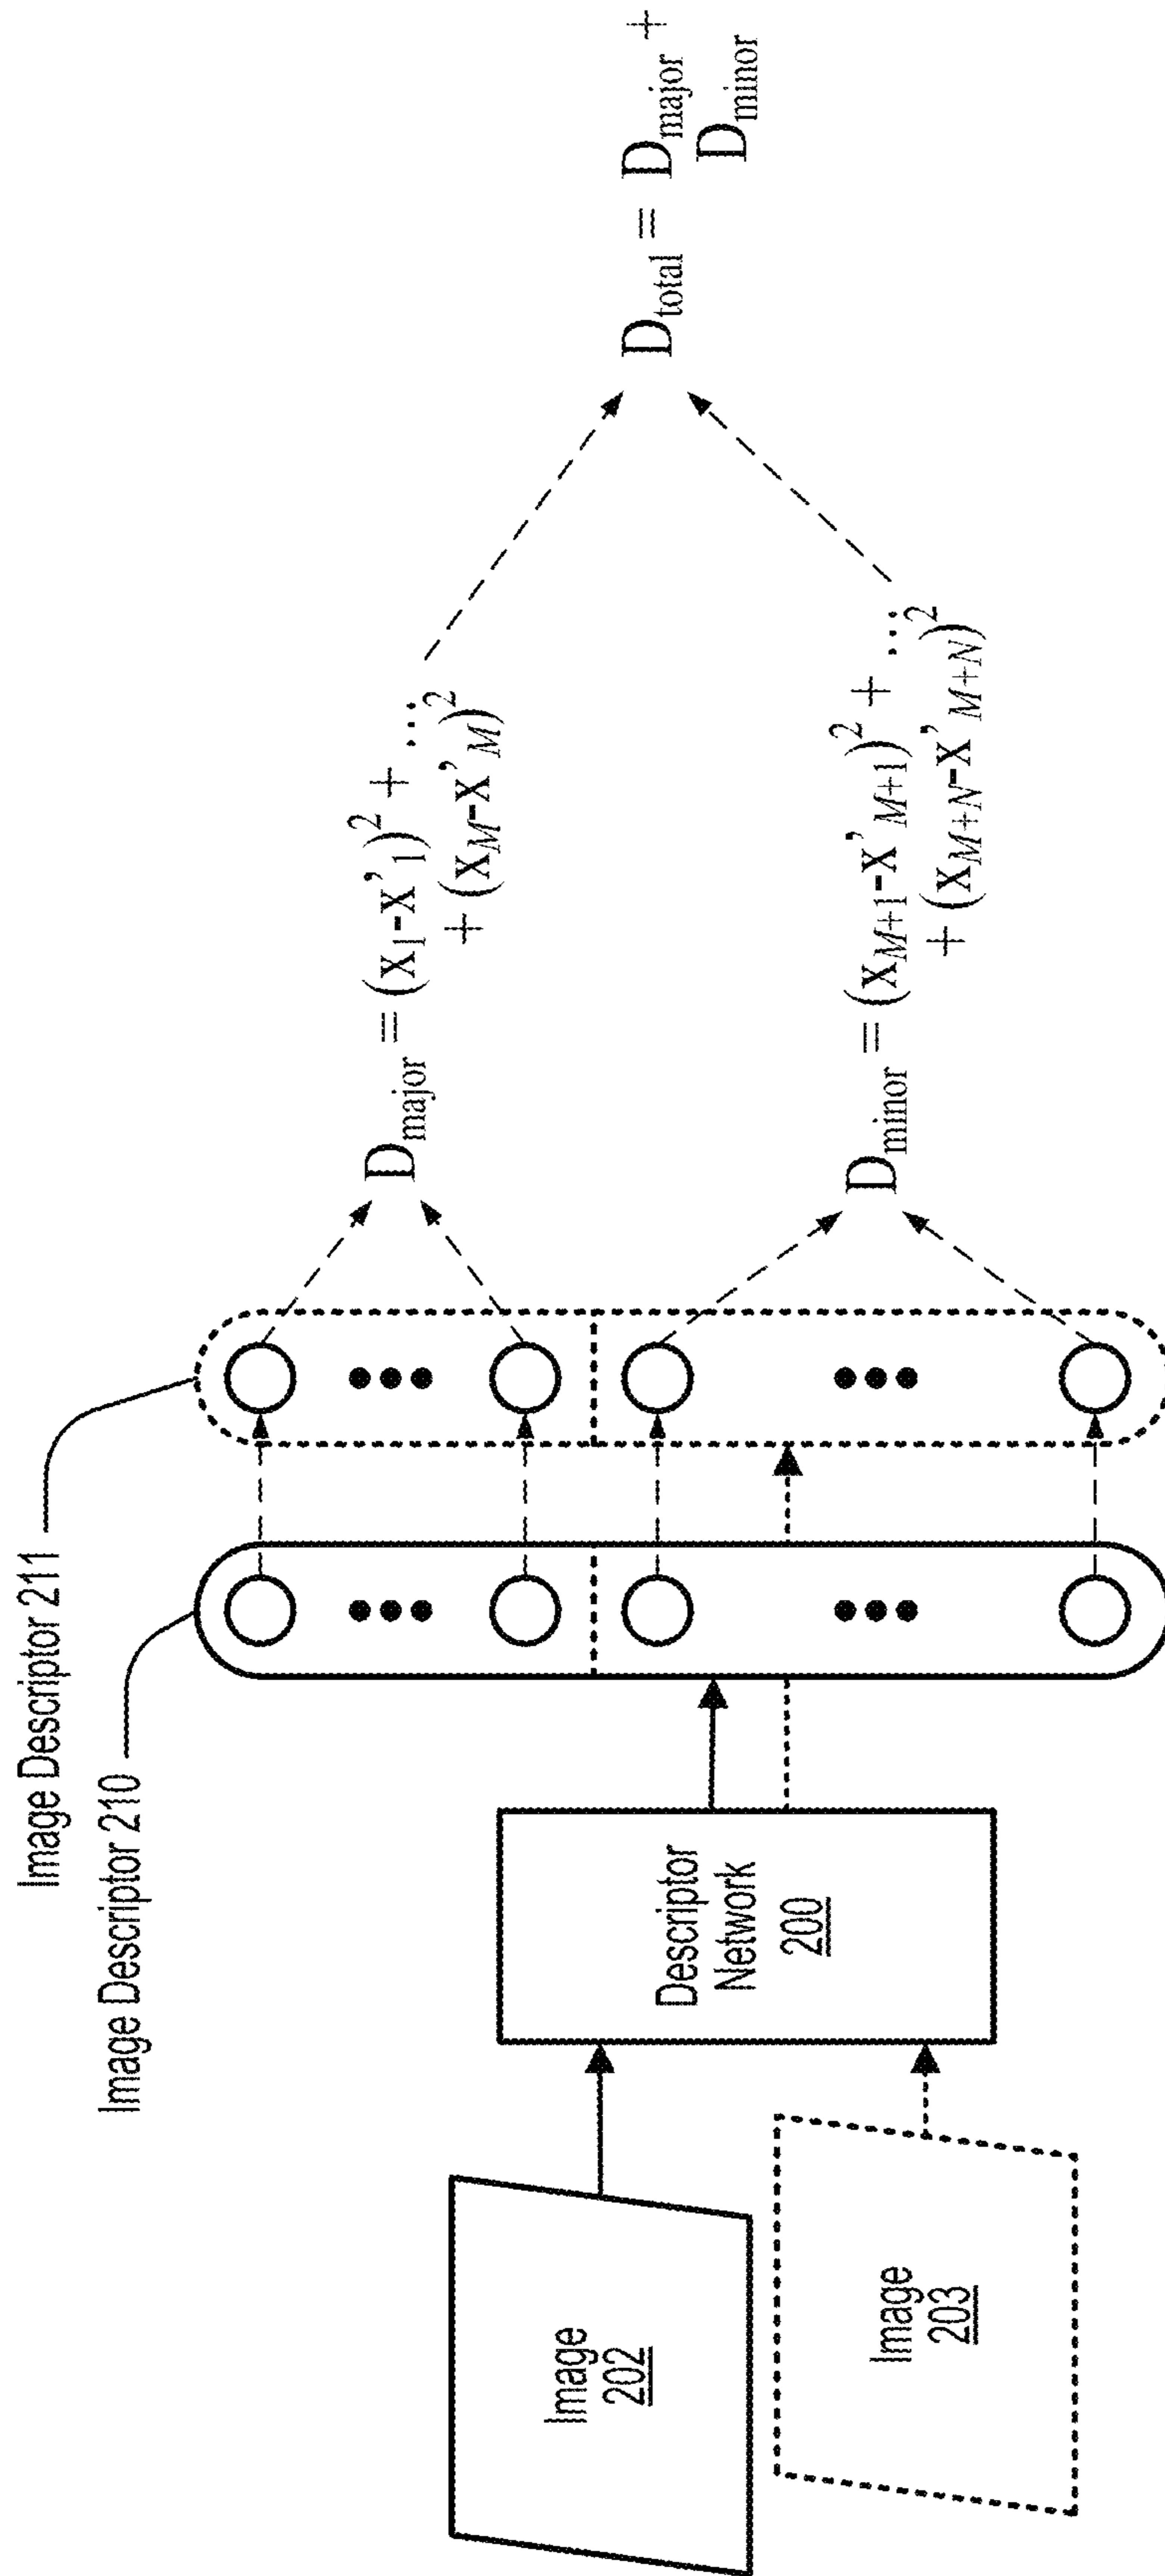 Image Descriptor 211
Image Descriptor 210
Image
202
Image
203
Descriptor
Network
200
D_major = (x_1-x'_1)^2 + ...
+ (x_M-x'_M)^2
D_minor = (x_{M+1}-x'_{M+1})^2 + ...
+ (x_{M+N}-x'_{M+N})^2
D_total = D_major +
D_minor